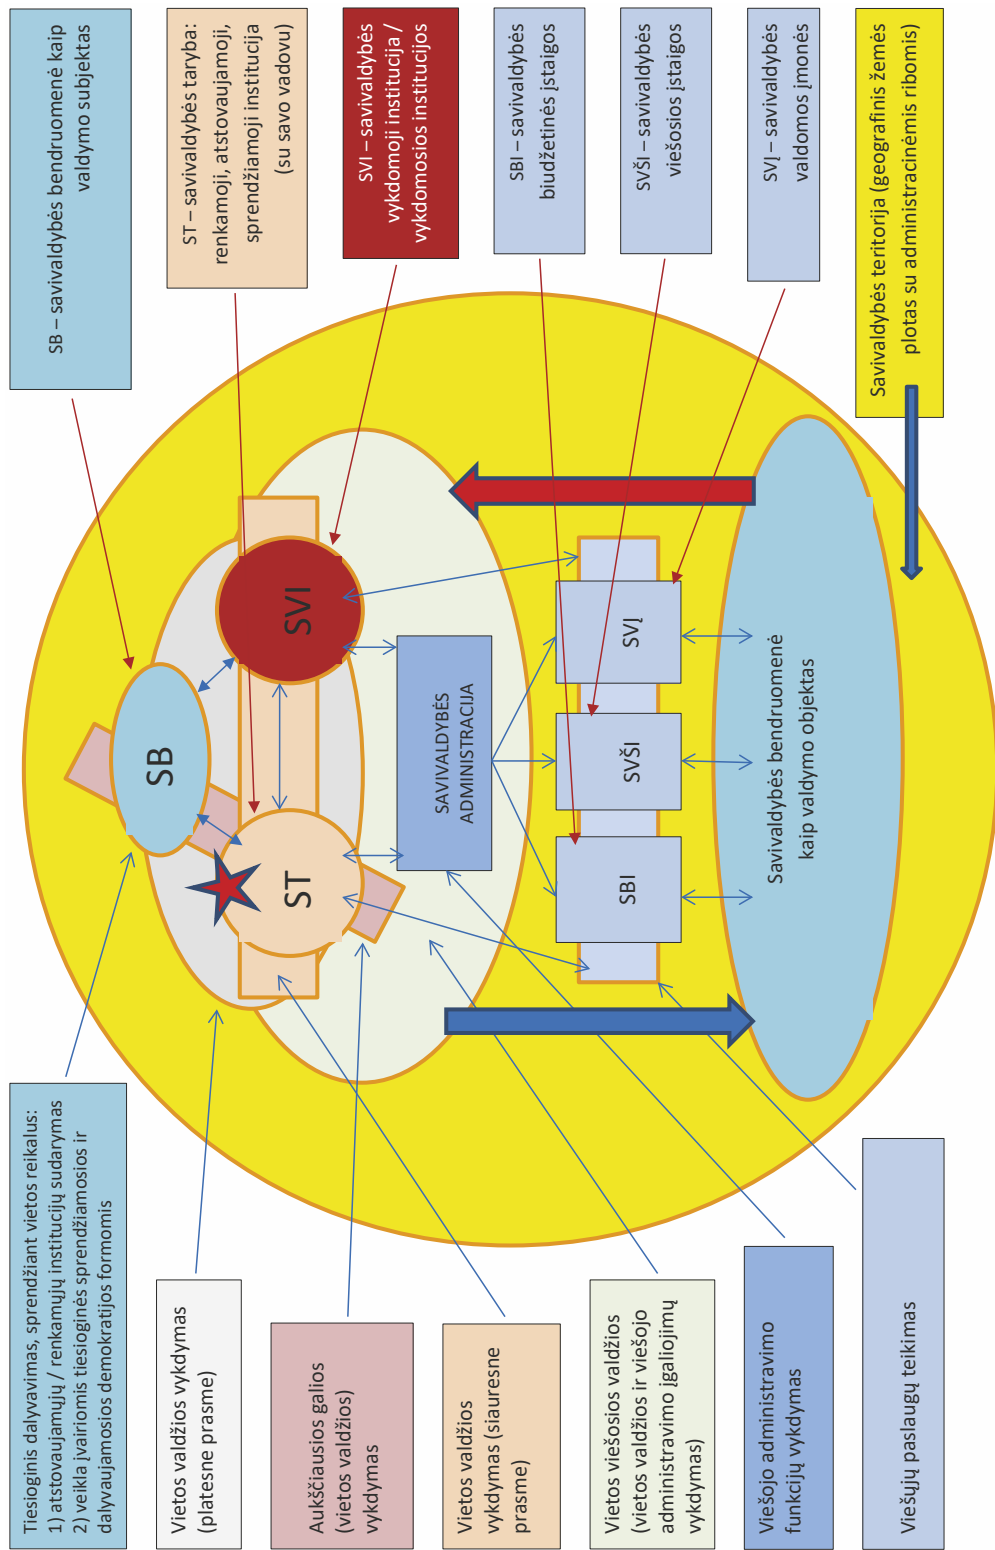 Tiesioginis dalyvavimas, sprendžiant vietos reikalus:
1) atstovaujamųjų / renkamųjų institucijų sudarymas
2) veikla įvairiomis tiesioginės sprendžiamosios ir
dalyvaujamosios demokratijos formomis
Vietos valdžios vykdymas
(platesne prasme)
Aukščiausios galios
(vietos valdžios)
vykdymas
Vietos valdžios
vykdymas (siauresne
prasme)
Vietos viešosios valdžios
(vietos valdžios ir viešojo
administravimo įgaliojimų
vykdymas)
Viešojo administravimo
funkcijų vykdymas
Viešųjų paslaugų teikimas
SB
ST
SVI
SAVIVALDYBĖS
ADMINISTRACIJA
SBI
SVŠI
SVĮ
Savivaldybės bendruomenė
kaip valdymo objektas
SB – savivaldybės bendruomenė kaip
valdymo subjektas
ST – savivaldybės taryba:
renkamoji, atstovaujamoji,
sprendžiamoji institucija
(su savo vadovu)
SVI – savivaldybės
vykdomoji institucija /
vykdomosios institucijos
SBI – savivaldybės
biudžetinės įstaigos
SVŠI – savivaldybės
viešosios įstaigos
SVĮ – savivaldybės
valdomos įmonės
Savivaldybės teritorija (geografinis žemės
plotas su administracinėmis ribomis)